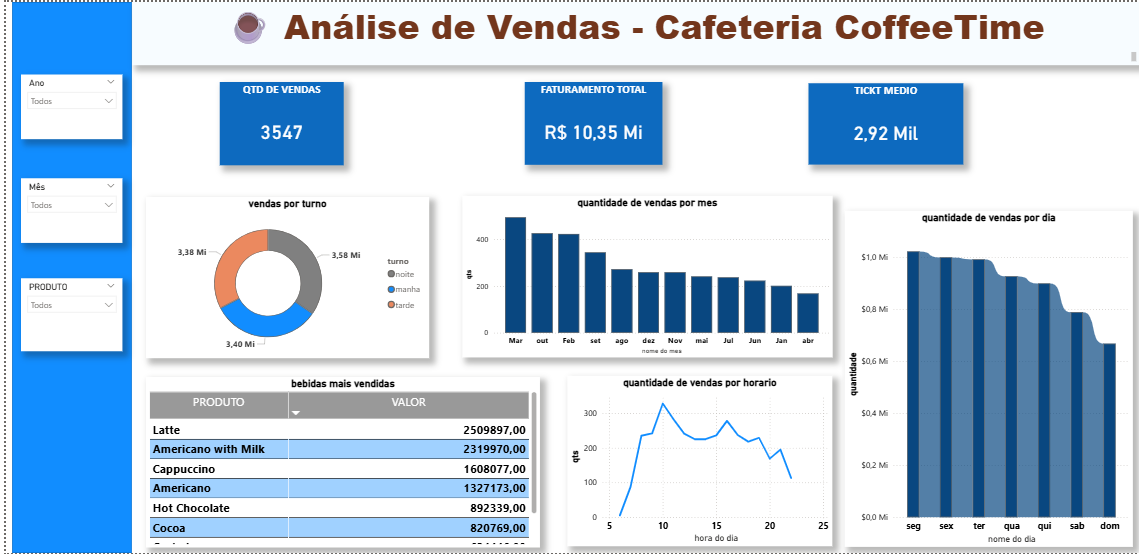 Análise de Vendas - Cafeteria CoffeeTime
Ano
Todos
Mês
Todos
PRODUTO
Todos
QTD DE VENDAS
3547
FATURAMENTO TOTAL
R$ 10,35 Mi
TICKT MEDIO
2,92 Mil
vendas por turno
3,38 Mi
3,58 Mi
3,40 Mi
turno
noite
manha
tarde
quantidade de vendas por mes
qts
400
200
0
Mar out Feb set ago dez Nov mai Jul Jun Jan abr
nome do mes
quantidade de vendas por dia
quantidade
$1,0 Mi
$0,8 Mi
$0,6 Mi
$0,4 Mi
$0,2 Mi
$0,0 Mi
seg sex ter qua qui sab dom
nome do dia
bebidas mais vendidas
PRODUTO VALOR
Latte 2509897,00
Americano with Milk 2319970,00
Cappuccino 1608077,00
Americano 1327173,00
Hot Chocolate 892339,00
Cocoa 820769,00
quantidade de vendas por horario
qts
300
200
100
0
5 10 15 20 25
hora do dia